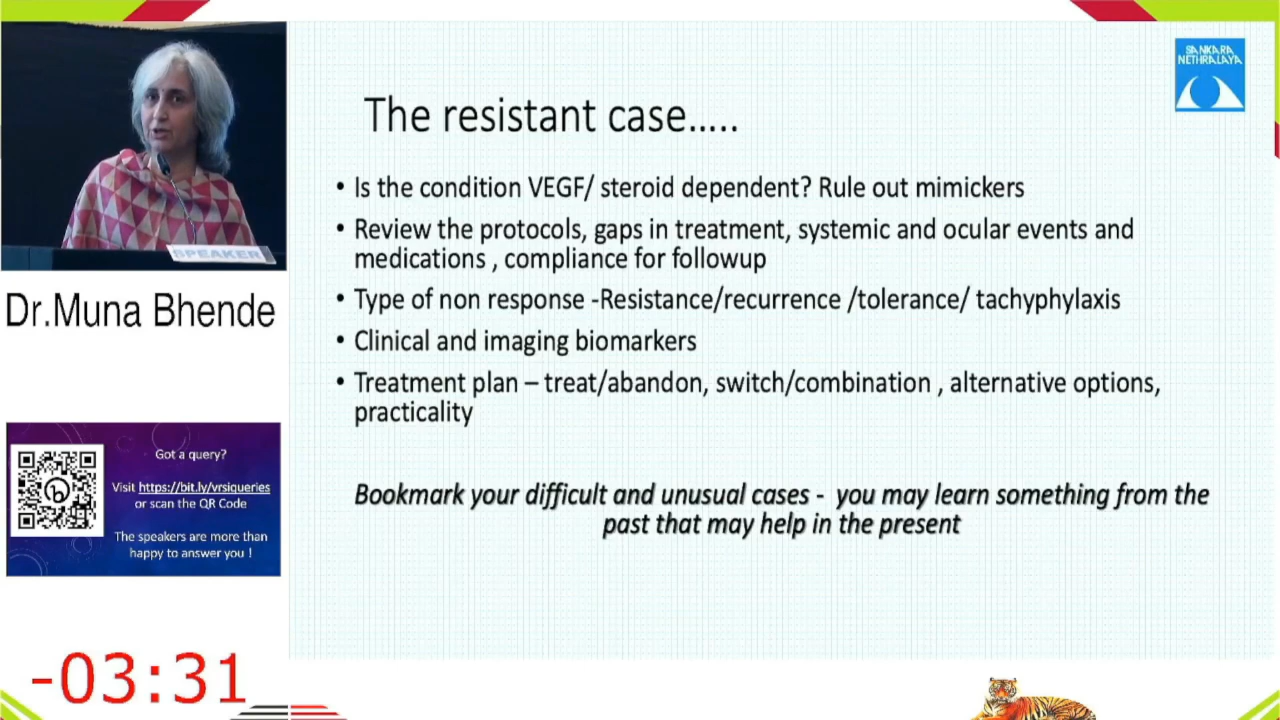 SANKARA
NETHRALAYA
The resistant case.....
• Is the condition VEGF/ steroid dependent? Rule out mimickers
• Review the protocols, gaps in treatment, systemic and ocular events and
medications , compliance for followup
• Type of non response -Resistance/recurrence /tolerance/ tachyphylaxis
• Clinical and imaging biomarkers
• Treatment plan – treat/abandon, switch/combination , alternative options,
practicality
Bookmark your difficult and unusual cases - you may learn something from the
past that may help in the present
SPEAKER
Dr.Muna Bhende
Got a query?
Visit https://bit.ly/vrsiqueries
or scan the QR Code
The speakers are more than
happy to answer you !
-03:31